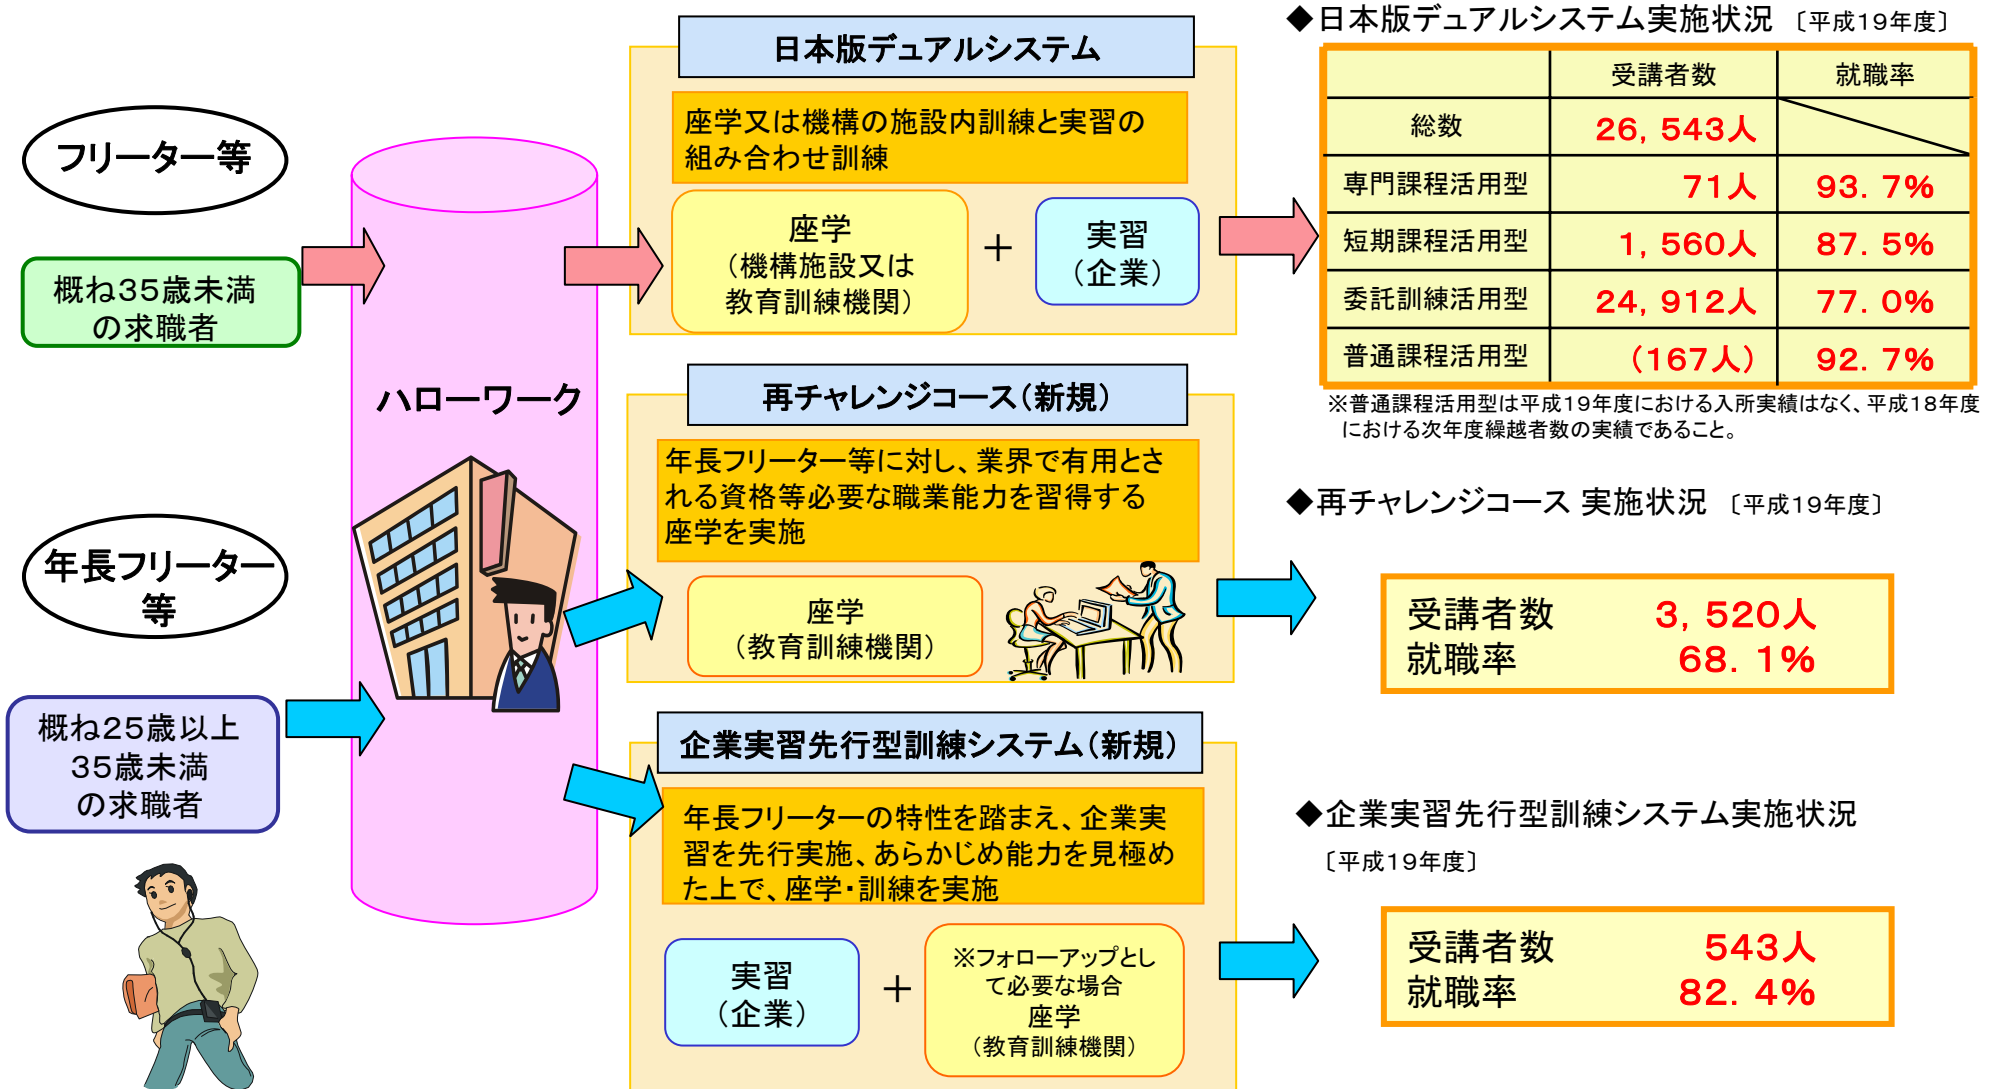 フリーター等
概ね35歳未満
の求職者
年長フリーター
等
概ね25歳以上
35歳未満
の求職者
ハローワーク
日本版デュアルシステム
座学又は機構の施設内訓練と実習の
組み合わせ訓練
座学
（機構施設又は
教育訓練機関）
＋
実習
（企業）
再チャレンジコース（新規）
年長フリーター等に対し、業界で有用とさ
れる資格等必要な職業能力を習得する
座学を実施
座学
（教育訓練機関）
企業実習先行型訓練システム（新規）
年長フリーターの特性を踏まえ、企業実
習を先行実施、あらかじめ能力を見極め
た上で、座学・訓練を実施
実習
（企業）
＋
※フォローアップとし
て必要な場合
座学
（教育訓練機関）
◆日本版デュアルシステム実施状況 〔平成19年度〕
受講者数 就職率
総数 26，543人
専門課程活用型 71人 93．7%
短期課程活用型 1，560人 87．5%
委託訓練活用型 24，912人 77．0%
普通課程活用型 （167人） 92．7%
※普通課程活用型は平成19年度における入所実績はなく、平成18年度
における次年度繰越者数の実績であること。
◆再チャレンジコース 実施状況 〔平成19年度〕
受講者数 3，520人
就職率 68．1%
◆企業実習先行型訓練システム実施状況
〔平成19年度〕
受講者数 543人
就職率 82．4%